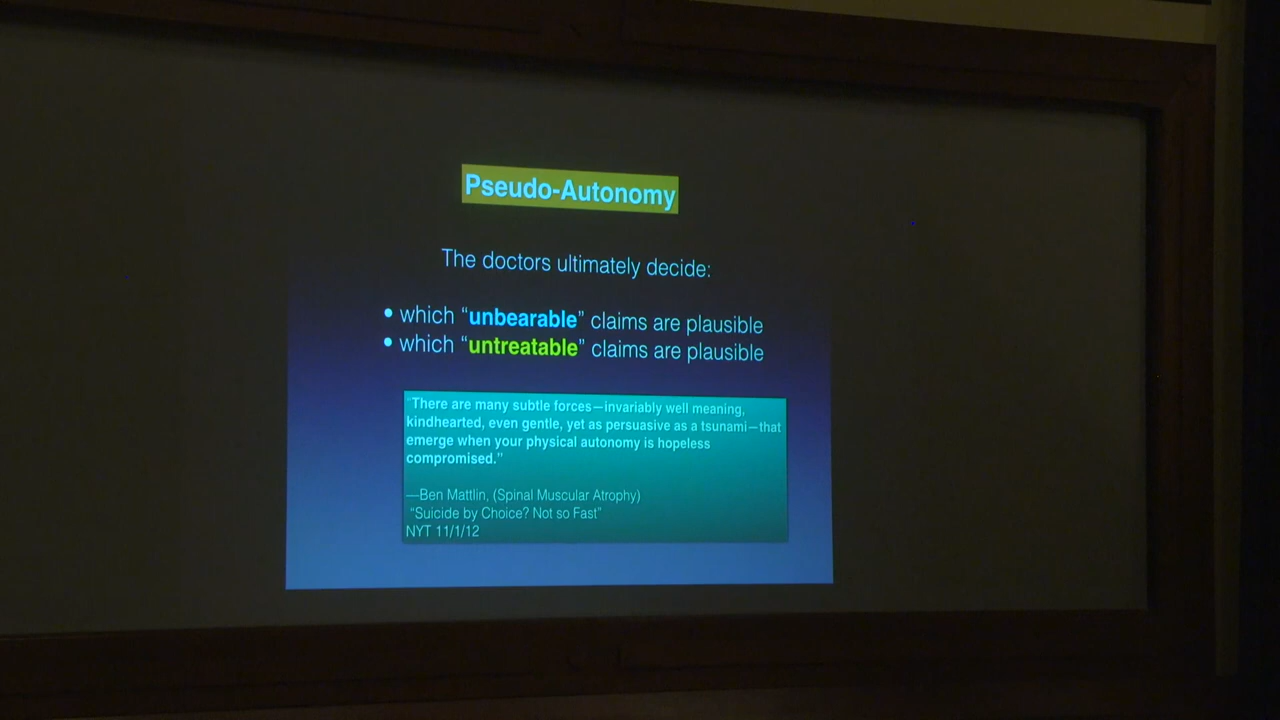 Pseudo-Autonomy
The doctors ultimately decide:
• which “unbearable” claims are plausible
• which “untreatable” claims are plausible
"There are many subtle forces—invariably well meaning,
kindhearted, even gentle, yet as persuasive as a tsunami—that
emerge when your physical autonomy is hopeless
compromised."
—Ben Mattlin, (Spinal Muscular Atrophy)
“Suicide by Choice? Not so Fast”
NYT 11/1/12